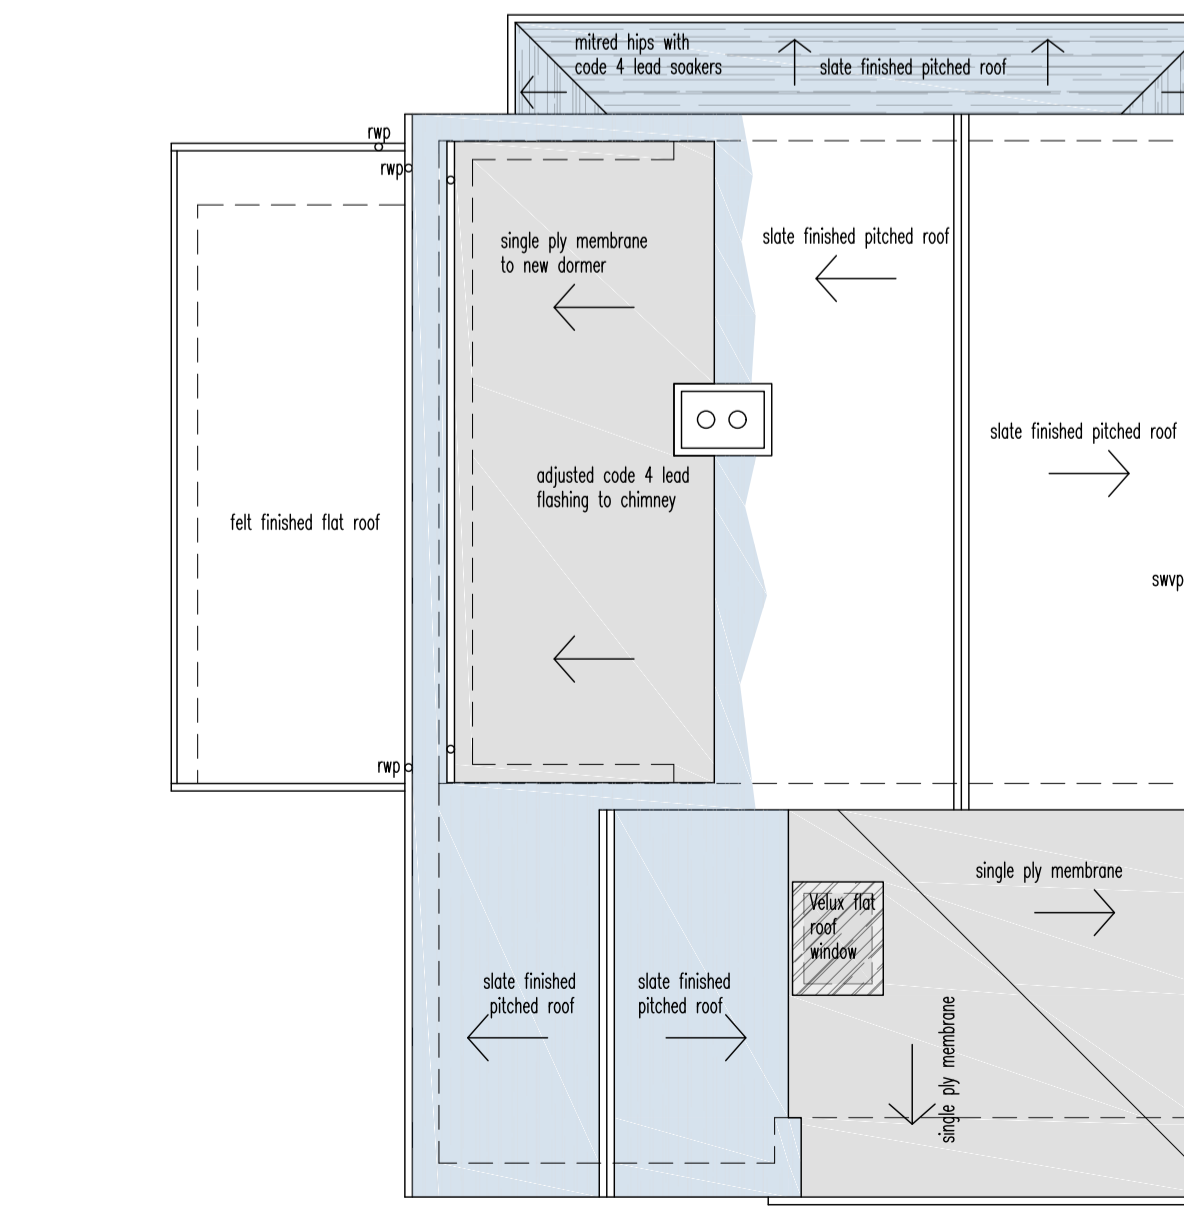 mitred hips with
code 4 lead soakers
slate finished pitched roof
rwp
rwp
single ply membrane
to new dormer
slate finished pitched roof
slate finished pitched roof
adjusted code 4 lead
flashing to chimney
felt finished flat roof
swvp
rwp
single ply membrane
Velux flat
roof
window
slate finished
pitched roof
slate finished
pitched roof
single ply membrane